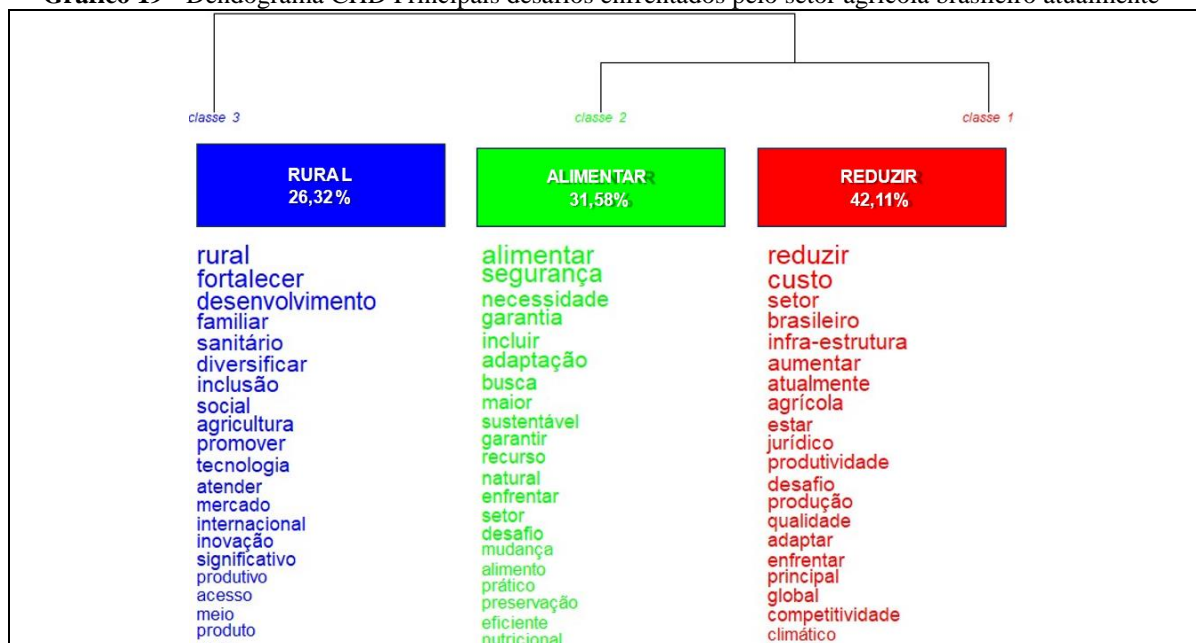 Gráfico 19 - Dendograma CHD Principais desafios enfrentados pelo setor agrícola brasileiro atualmente
classe 3
classe 2
classe 1
RURAL
26,32%
ALIMENTAR
31,58%
REDUZIR
42,11%
rural
fortalecer
desenvolvimento
familiar
sanitário
diversificar
inclusão
social
agricultura
promover
tecnologia
atender
mercado
internacional
inovação
significativo
produtivo
acesso
meio
produto
alimentar
segurança
necessidade
garantia
incluir
adaptação
busca
maior
sustentável
garantir
recurso
natural
enfrentar
setor
desafio
mudança
alimento
prático
preservação
eficiente
nutricional
reduzir
custo
setor
brasileiro
infra-estrutura
aumentar
atualmente
agrícola
estar
jurídico
produtividade
desafio
produção
qualidade
adaptar
enfrentar
principal
global
competitividade
climático